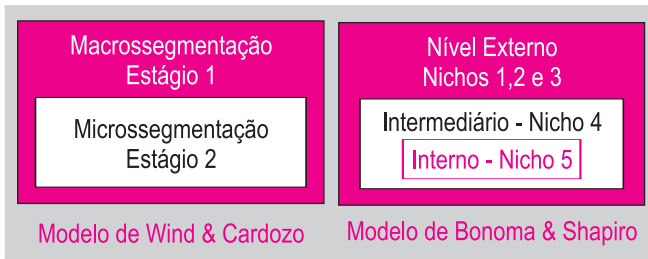 Macrossegmentação
Estágio 1
Microssegmentação
Estágio 2
Modelo de Wind & Cardozo
Nível Externo
Nichos 1,2 e 3
Intermediário - Nicho 4
Interno - Nicho 5
Modelo de Bonoma & Shapiro